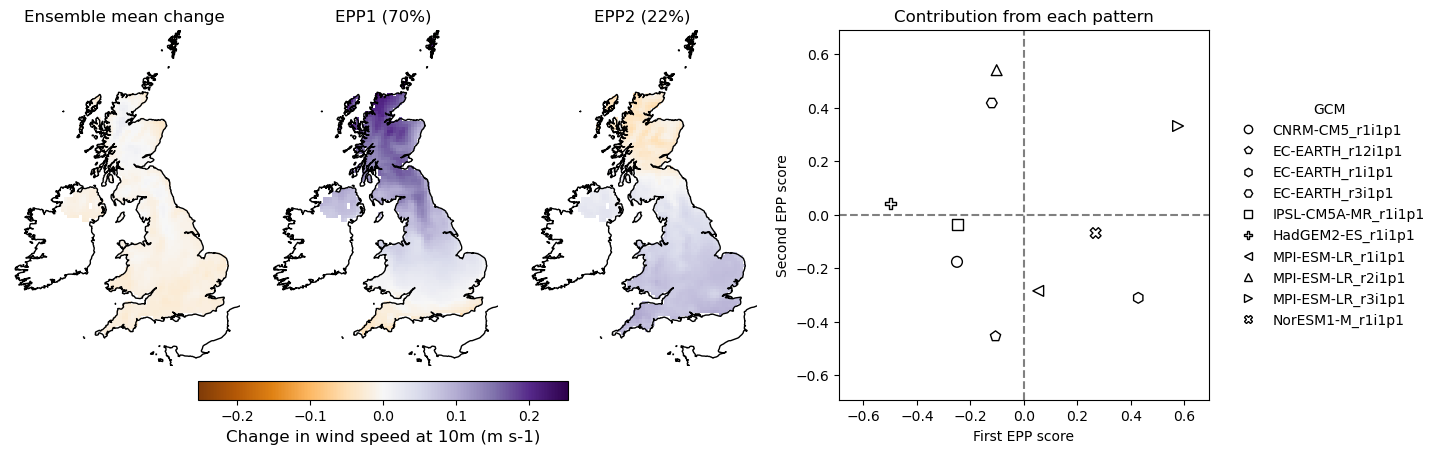 Ensemble mean change
EPP1 (70%)
EPP2 (22%)
Contribution from each pattern
−0.2
−0.1
0.0
0.1
0.2
Change in wind speed at 10m (m s-1)
Second EPP score
0.6
0.4
0.2
0.0
−0.2
−0.4
−0.6
−0.6
−0.4
−0.2
0.0
0.2
0.4
0.6
First EPP score
GCM
CNRM-CM5_r1i1p1
EC-EARTH_r12i1p1
EC-EARTH_r1i1p1
EC-EARTH_r3i1p1
IPSL-CM5A-MR_r1i1p1
HadGEM2-ES_r1i1p1
MPI-ESM-LR_r1i1p1
MPI-ESM-LR_r2i1p1
MPI-ESM-LR_r3i1p1
NorESM1-M_r1i1p1